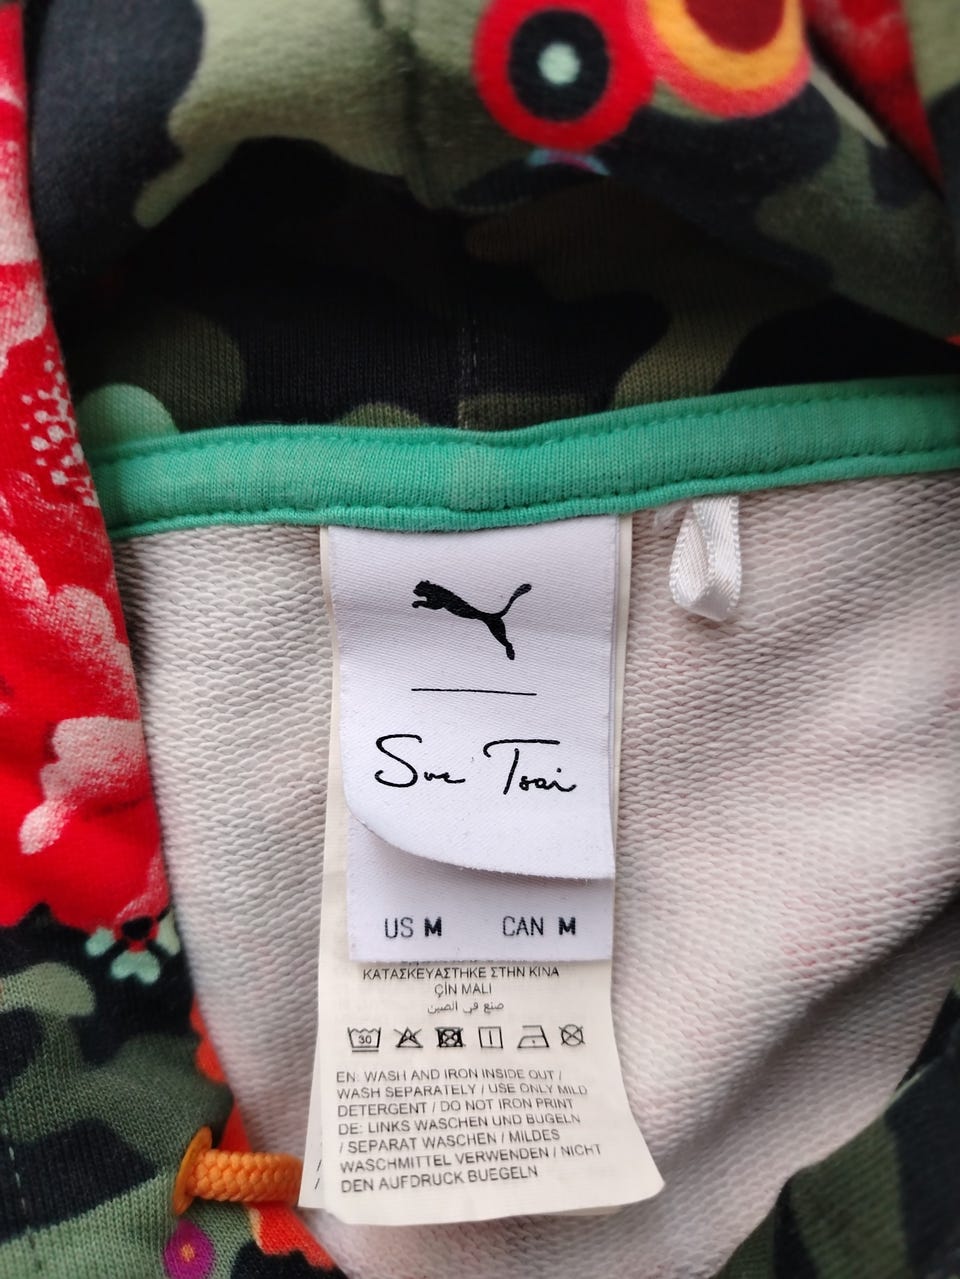 Sue Tsai
US M CAN M
ΚΑΤΑΣΚΕΥΑΣΤΗΚΕ ΣΤΗΝ ΚΙΝΑ
ÇİN MALI
صنع في الصين
30
EN: WASH AND IRON INSIDE OUT /
WASH SEPARATELY / USE ONLY MILD
DETERGENT / DO NOT IRON PRINT
DE: LINKS WASCHEN UND BÜGELN
/ SEPARAT WASCHEN / MILDES
WASCHMITTEL VERWENDEN / NICHT
DEN AUFDRUCK BUEGELN